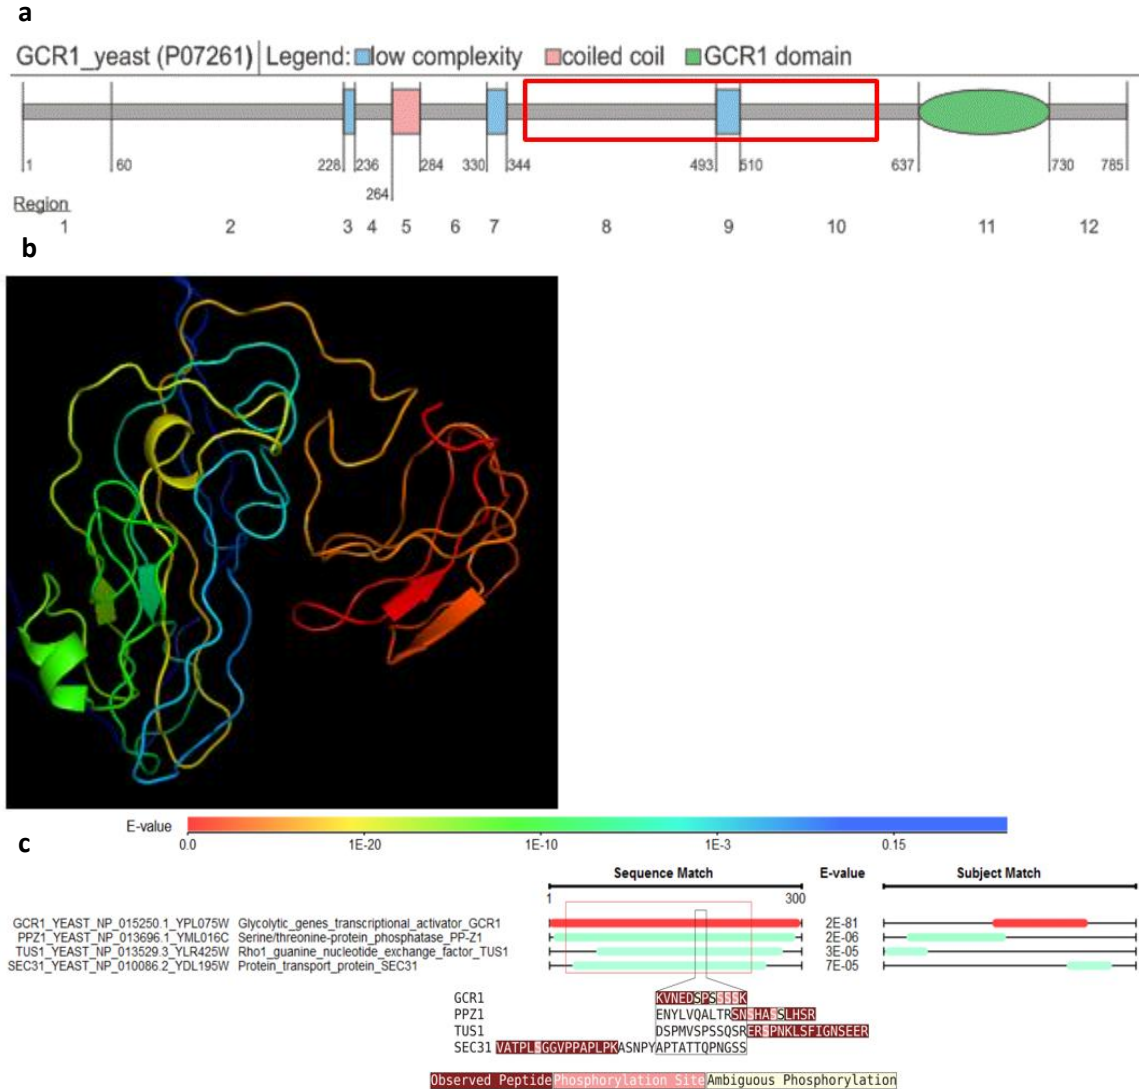 a
GCR1_yeast (P07261) Legend: low complexity coiled coil GCR1 domain
1 60 228 236 284 330 344 493 510 637 730 785
264
Region
1 2 3 4 5 6 7 8 9 10 11 12
b
E-value
0.0 1E-20 1E-10 1E-3 0.15
c
Sequence Match E-value Subject Match
1 300
GCR1_YEAST_NP_015250.1_YPL075W Glycolytic_genes_transcriptional_activator_GCR1 2E-81
PPZ1_YEAST_NP_013696.1_YML016C Serine/threonine-protein_phosphatase_PP-Z1 2E-06
TUS1_YEAST_NP_013529.3_YLR425W Rho1_guanine_nucleotide_exchange_factor_TUS1 3E-05
SEC31_YEAST_NP_010086.2_YDL195W Protein_transport_protein_SEC31 7E-05
GCR1 KVNEDSPSSSSK
PPZ1 ENYLVQALTRSNSHASSLHSR
TUS1 DSPMVSPSSQSRERSPNKLSFIGNSEER
SEC31 VATPLSGGVPPAPLPKASNPYAPTATTQPNGSS
Observed Peptide Phosphorylation Site Ambiguous Phosphorylation